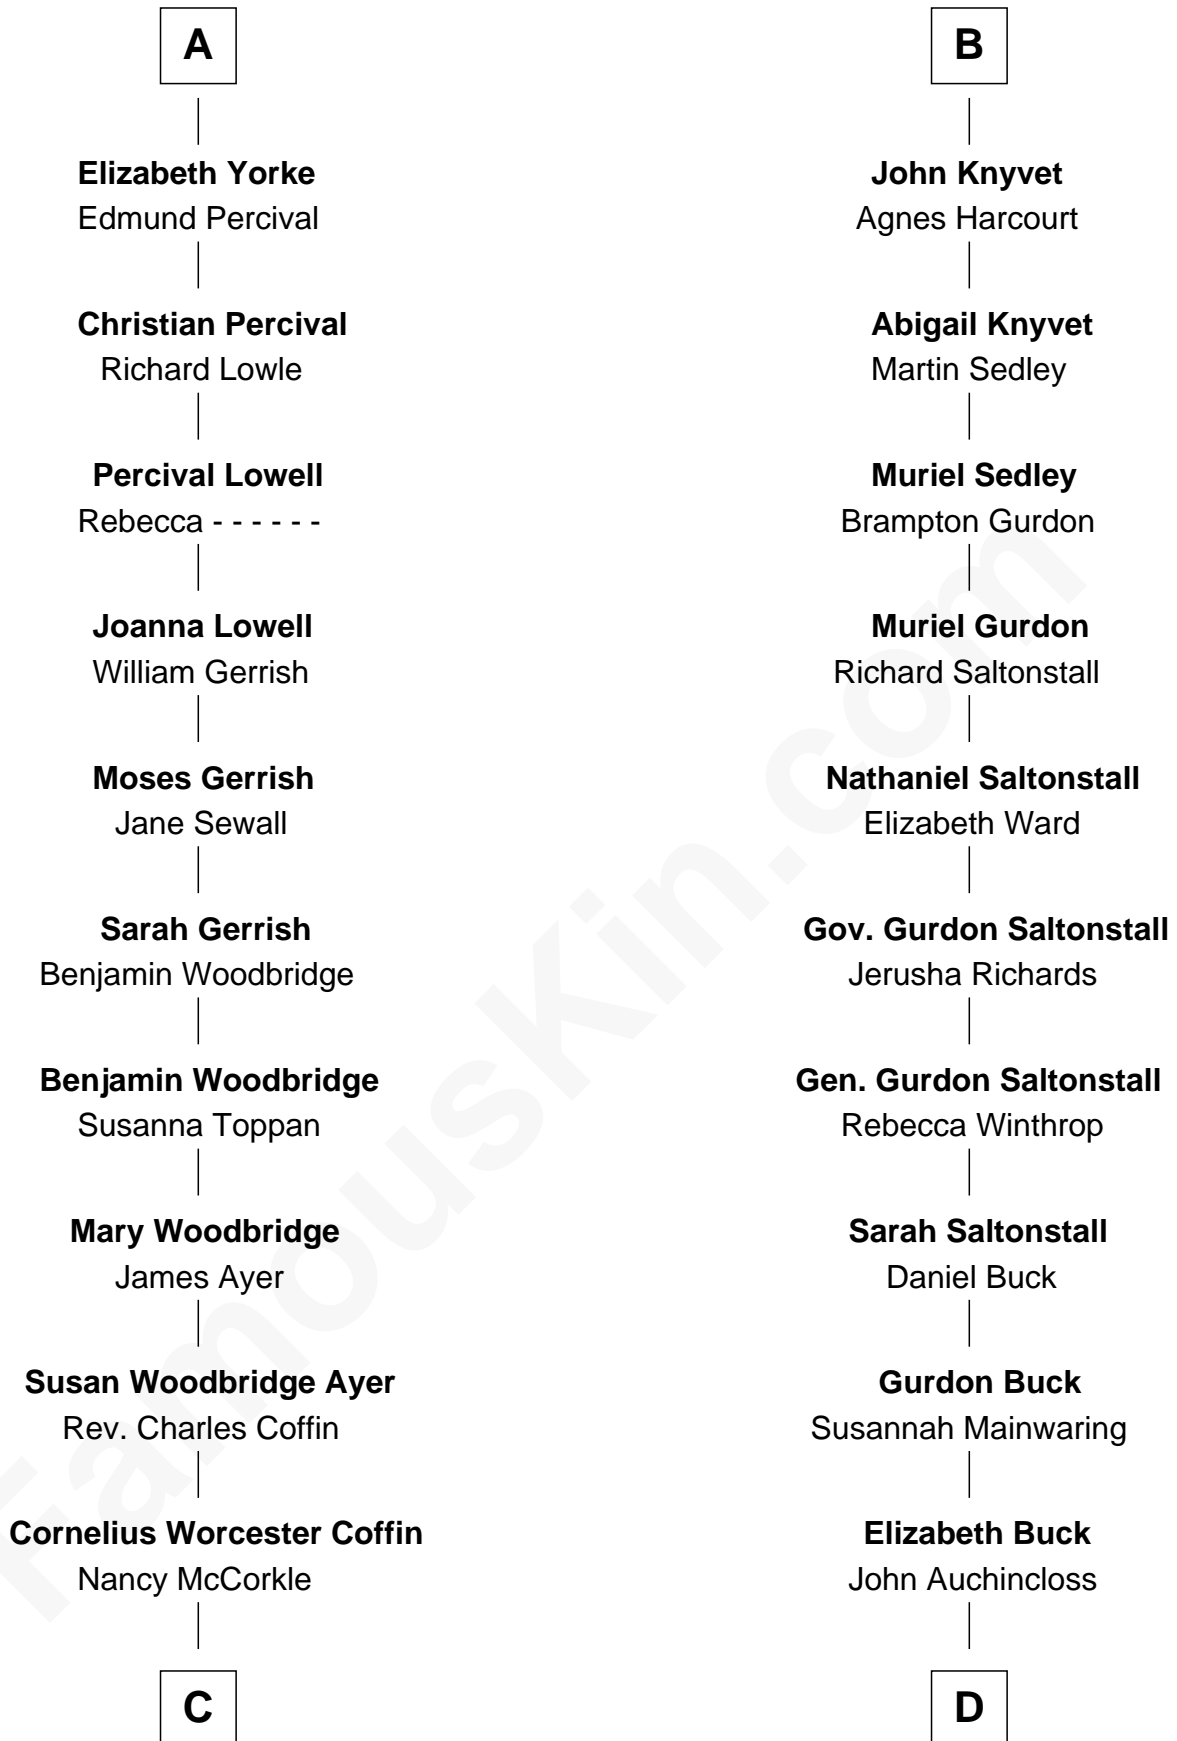 A
Elizabeth Yorke
Edmund Percival
Christian Percival
Richard Lowle
Percival Lowell
Rebecca - - - - - -
Joanna Lowell
William Gerrish
Moses Gerrish
Jane Sewall
Sarah Gerrish
Benjamin Woodbridge
Benjamin Woodbridge
Susanna Toppan
Mary Woodbridge
James Ayer
Susan Woodbridge Ayer
Rev. Charles Coffin
Cornelius Worcester Coffin
Nancy McCorkle
C
B
John Knyvet
Agnes Harcourt
Abigail Knyvet
Martin Sedley
Muriel Sedley
Brampton Gurdon
Muriel Gurdon
Richard Saltonstall
Nathaniel Saltonstall
Elizabeth Ward
Gov. Gurdon Saltonstall
Jerusha Richards
Gen. Gurdon Saltonstall
Rebecca Winthrop
Sarah Saltonstall
Daniel Buck
Gurdon Buck
Susannah Mainwaring
Elizabeth Buck
John Auchincloss
D
FamousKin.com